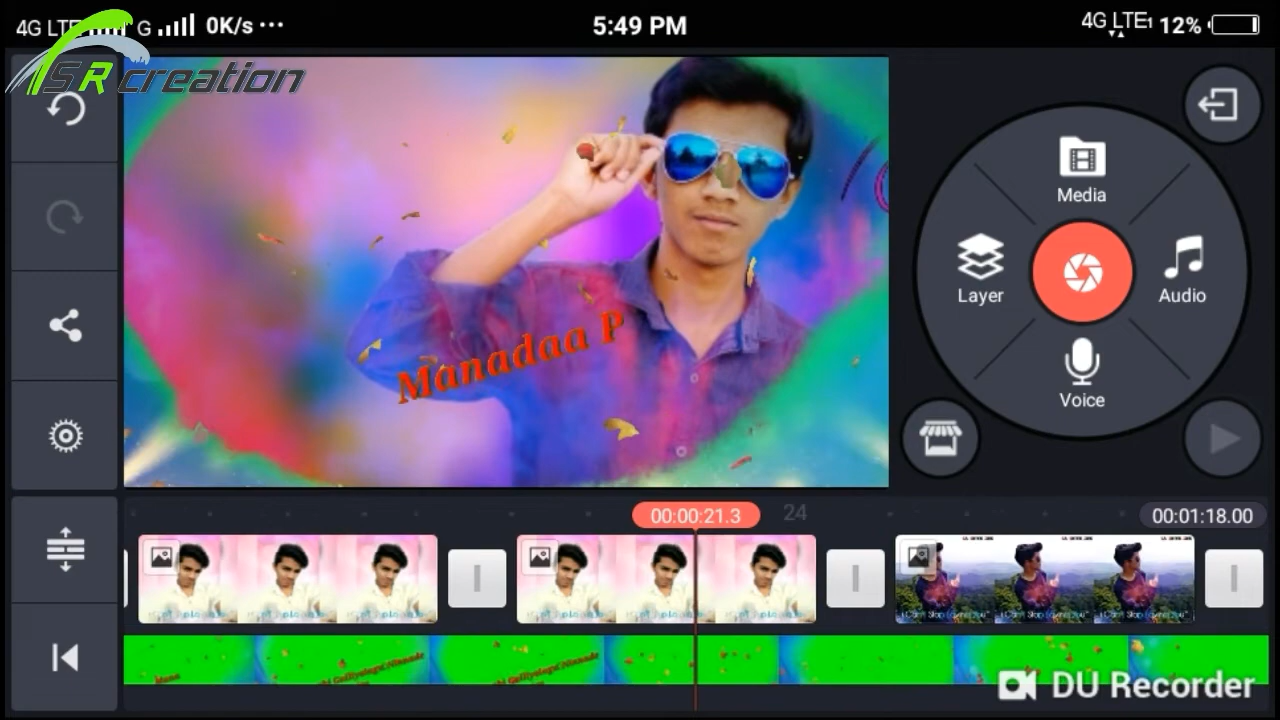 4G LTE G 0K/s ···
5:49 PM
4G LTE1 12%
SR creation
Media
Layer
Audio
Voice
Manadaa P
00:00:21.3
24
00:01:18.00
DU Recorder